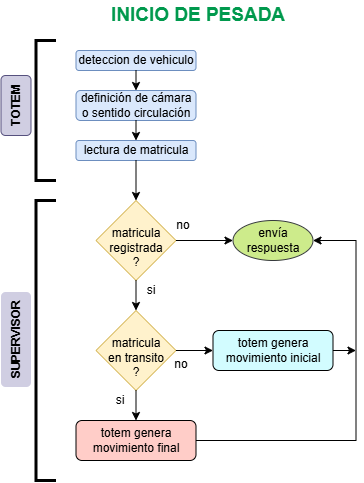 INICIO DE PESADA
TOTEM
deteccion de vehiculo
definición de cámara
o sentido circulación
lectura de matricula
SUPERVISOR
matricula
registrada
?
no
envía
respuesta
si
matricula
en transito
?
no
totem genera
movimiento inicial
si
totem genera
movimiento final